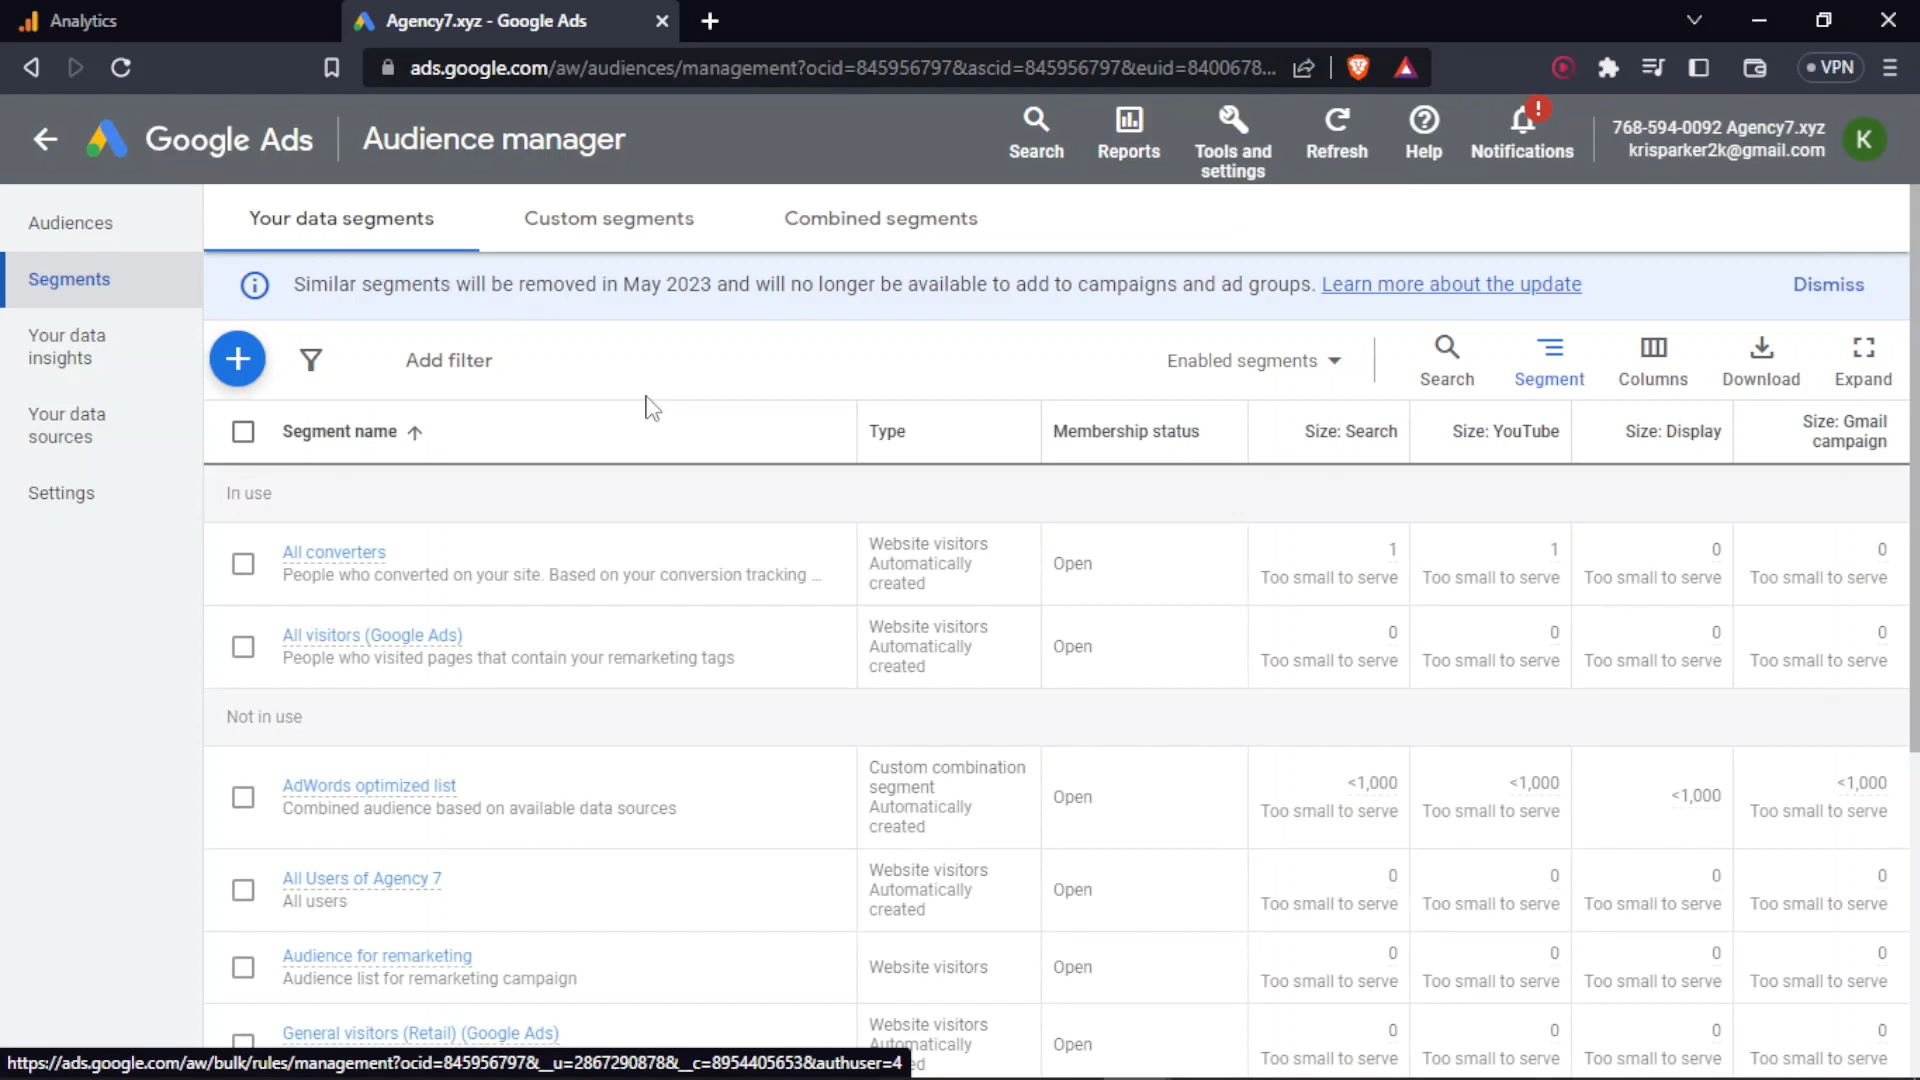 Analytics
Agency7.xyz - Google Ads
ads.google.com/aw/audiences/management?ocid=845956797&ascid=845956797&euid=8400678...
VPN
Google Ads
Audience manager
Search
Reports
Tools and
settings
Refresh
Help
!
Notifications
768-594-0092 Agency7.xyz
krisparker2k@gmail.com
K
Audiences
Segments
Your data
insights
Your data
sources
Settings
Your data segments
Custom segments
Combined segments
Similar segments will be removed in May 2023 and will no longer be available to add to campaigns and ad groups. Learn more about the update
Dismiss
Add filter
Enabled segments
Search
Segment
Columns
Download
Expand
Segment name
Type
Membership status
Size: Search
Size: YouTube
Size: Display
Size: Gmail
campaign
In use
All converters
People who converted on your site. Based on your conversion tracking ...
Website visitors
Automatically
created
Open
1
Too small to serve
1
Too small to serve
0
Too small to serve
0
Too small to serve
All visitors (Google Ads)
People who visited pages that contain your remarketing tags
Website visitors
Automatically
created
Open
0
Too small to serve
0
Too small to serve
0
Too small to serve
0
Too small to serve
Not in use
AdWords optimized list
Combined audience based on available data sources
Custom combination
segment
Automatically
created
Open
<1,000
Too small to serve
<1,000
Too small to serve
<1,000
<1,000
Too small to serve
All Users of Agency 7
All users
Website visitors
Automatically
created
Open
0
Too small to serve
0
Too small to serve
0
Too small to serve
0
Too small to serve
Audience for remarketing
Audience list for remarketing campaign
Website visitors
Open
0
Too small to serve
0
Too small to serve
0
Too small to serve
0
Too small to serve
General visitors (Retail) (Google Ads)
Website visitors
Automatically
ed
Open
0
Too small to serve
0
Too small to serve
0
Too small to serve
0
Too small to serve
https://ads.google.com/aw/bulk/rules/management?ocid=845956797&__u=2867290878&__c=8954405653&authuser=4